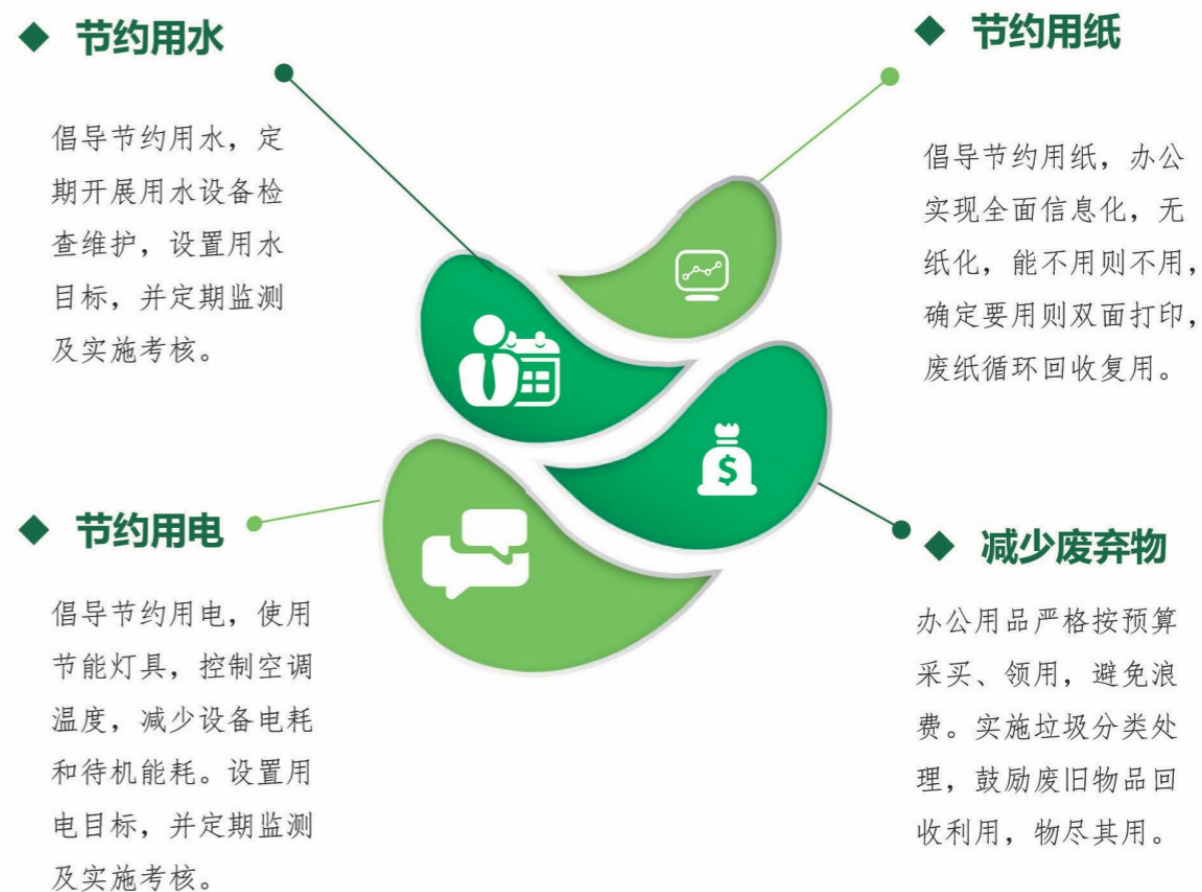 节约用水
倡导节约用水，定
期开展用水设备检
查维护，设置用水
目标，并定期监测
及实施考核。
节约用纸
倡导节约用纸，办公
实现全面信息化，无
纸化，能不用则不用，
确定要用则双面打印，
废纸循环回收复用。
$
节约用电
倡导节约用电，使用
节能灯具，控制空调
温度，减少设备电耗
和待机能耗。设置用
电目标，并定期监测
及实施考核。
减少废弃物
办公用品严格按预算
采买、领用，避免浪
费。实施垃圾分类处
理，鼓励废旧物品回
收利用，物尽其用。